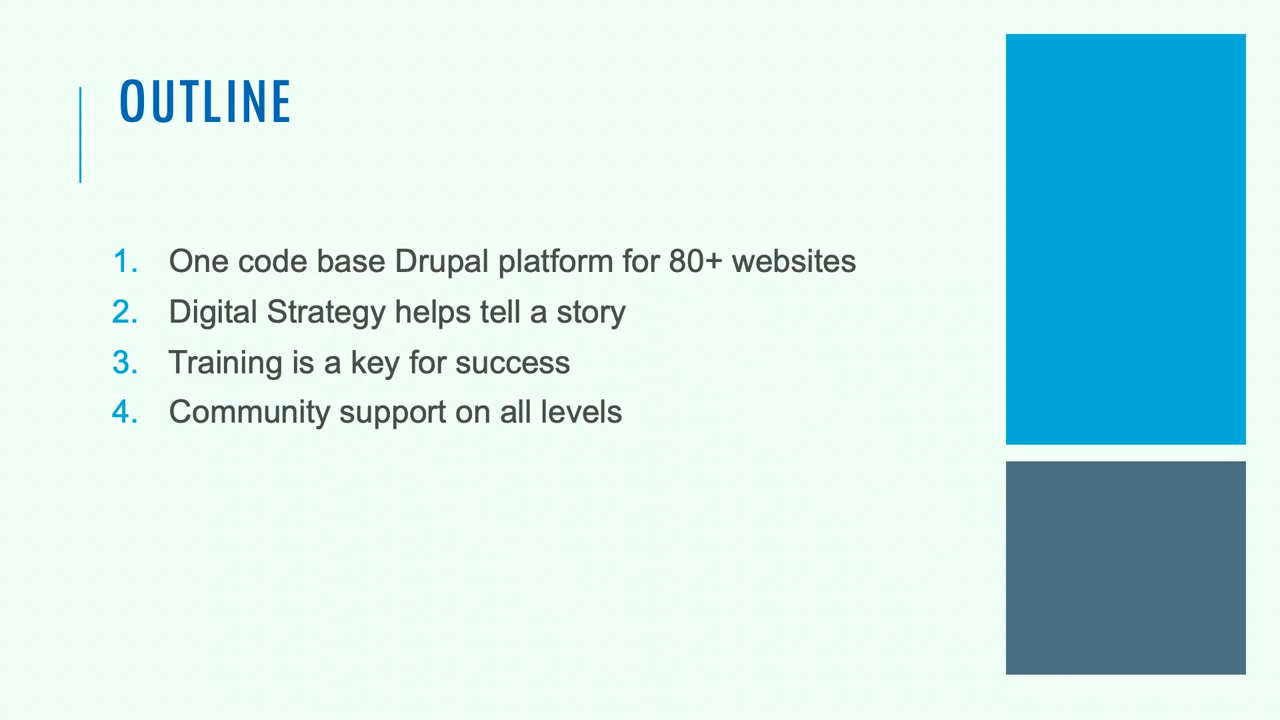 OUTLINE
1. One code base Drupal platform for 80+ websites
2. Digital Strategy helps tell a story
3. Training is a key for success
4. Community support on all levels